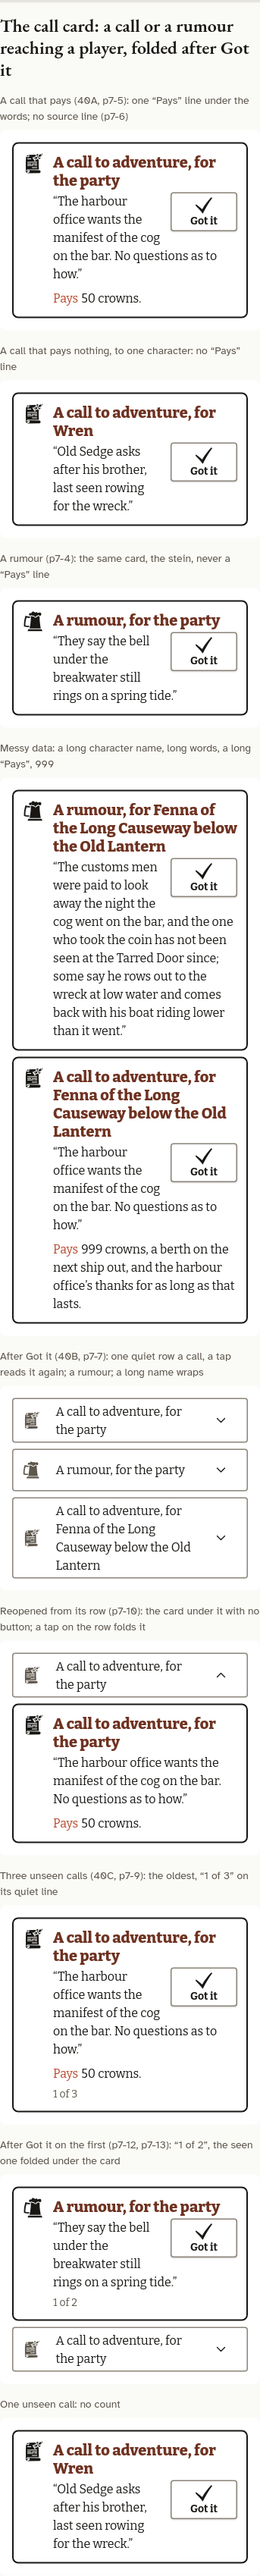 The call card: a call or a rumour
reaching a player, folded after Got
it
A call that pays (40A, p7-5): one “Pays” line under the
words; no source line (p7-6)
A call to adventure, for
the party
“The harbour
office wants the
manifest of the cog
on the bar. No questions as to
how.”
Got it
Pays 50 crowns.
A call that pays nothing, to one character: no “Pays”
line
A call to adventure, for
Wren
“Old Sedge asks
after his brother,
last seen rowing
for the wreck.”
Got it
A rumour (p7-4): the same card, the stein, never a
“Pays” line
A rumour, for the party
“They say the bell
under the
breakwater still
rings on a spring tide.”
Got it
Messy data: a long character name, long words, a long
“Pays”, 999
A rumour, for Fenna of
the Long Causeway below
the Old Lantern
“The customs men
were paid to look
away the night the
cog went on the bar, and the one
who took the coin has not been
seen at the Tarred Door since;
some say he rows out to the
wreck at low water and comes
back with his boat riding lower
than it went.”
Got it
A call to adventure, for
Fenna of the Long
Causeway below the Old
Lantern
“The harbour
office wants the
manifest of the cog
on the bar. No questions as to
how.”
Got it
Pays 999 crowns, a berth on the
next ship out, and the harbour
office’s thanks for as long as that
lasts.
After Got it (40B, p7-7): one quiet row a call, a tap
reads it again; a rumour; a long name wraps
A call to adventure, for
the party
A rumour, for the party
A call to adventure, for
Fenna of the Long
Causeway below the Old
Lantern
Reopened from its row (p7-10): the card under it with no
button; a tap on the row folds it
A call to adventure, for
the party
A call to adventure, for
the party
“The harbour office wants the
manifest of the cog on the bar.
No questions as to how.”
Pays 50 crowns.
Three unseen calls (40C, p7-9): the oldest, “1 of 3” on
its quiet line
A call to adventure, for
the party
“The harbour
office wants the
manifest of the cog
on the bar. No questions as to
how.”
Got it
Pays 50 crowns.
1 of 3
After Got it on the first (p7-12, p7-13): “1 of 2”, the seen
one folded under the card
A rumour, for the party
“They say the bell
under the
breakwater still
rings on a spring tide.”
Got it
1 of 2
A call to adventure, for
the party
One unseen call: no count
A call to adventure, for
Wren
“Old Sedge asks
after his brother,
last seen rowing
for the wreck.”
Got it